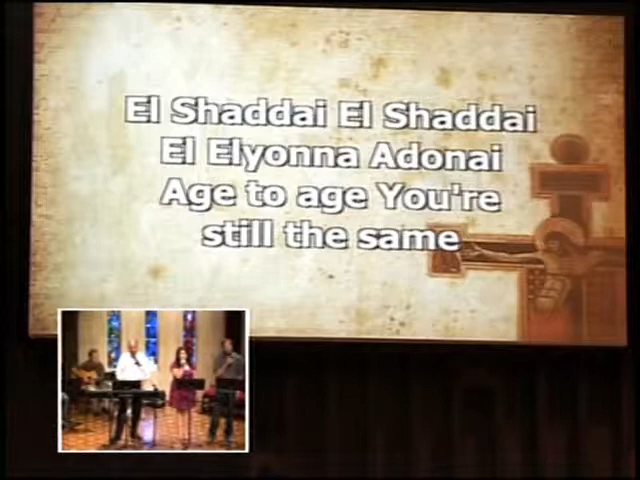 El Shaddai El Shaddai
El Elyonna Adonai
Age to age You're
still the same